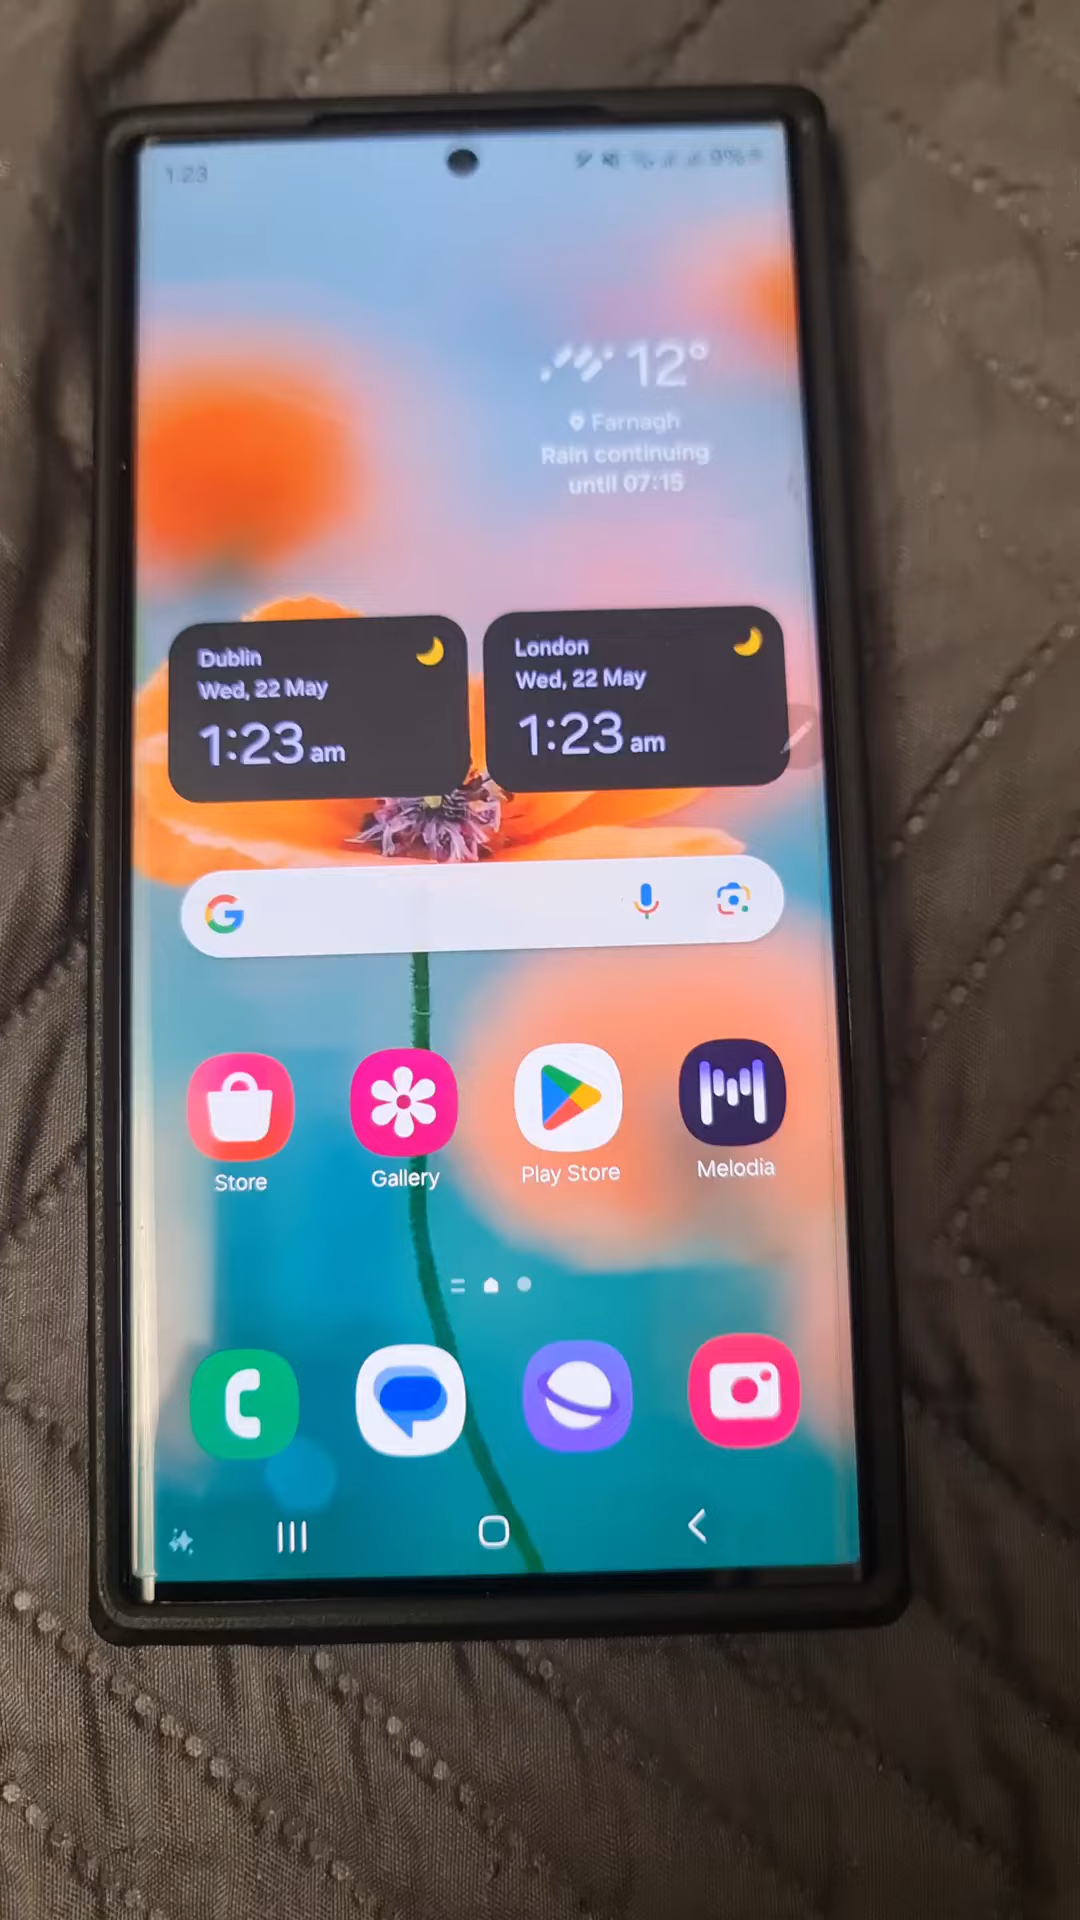 1:23
9%
12°
Farnagh
Rain continuing
until 07:15
Dublin
Wed, 22 May
1:23 am
London
Wed, 22 May
1:23 am
Store
Gallery
Play Store
Melodia